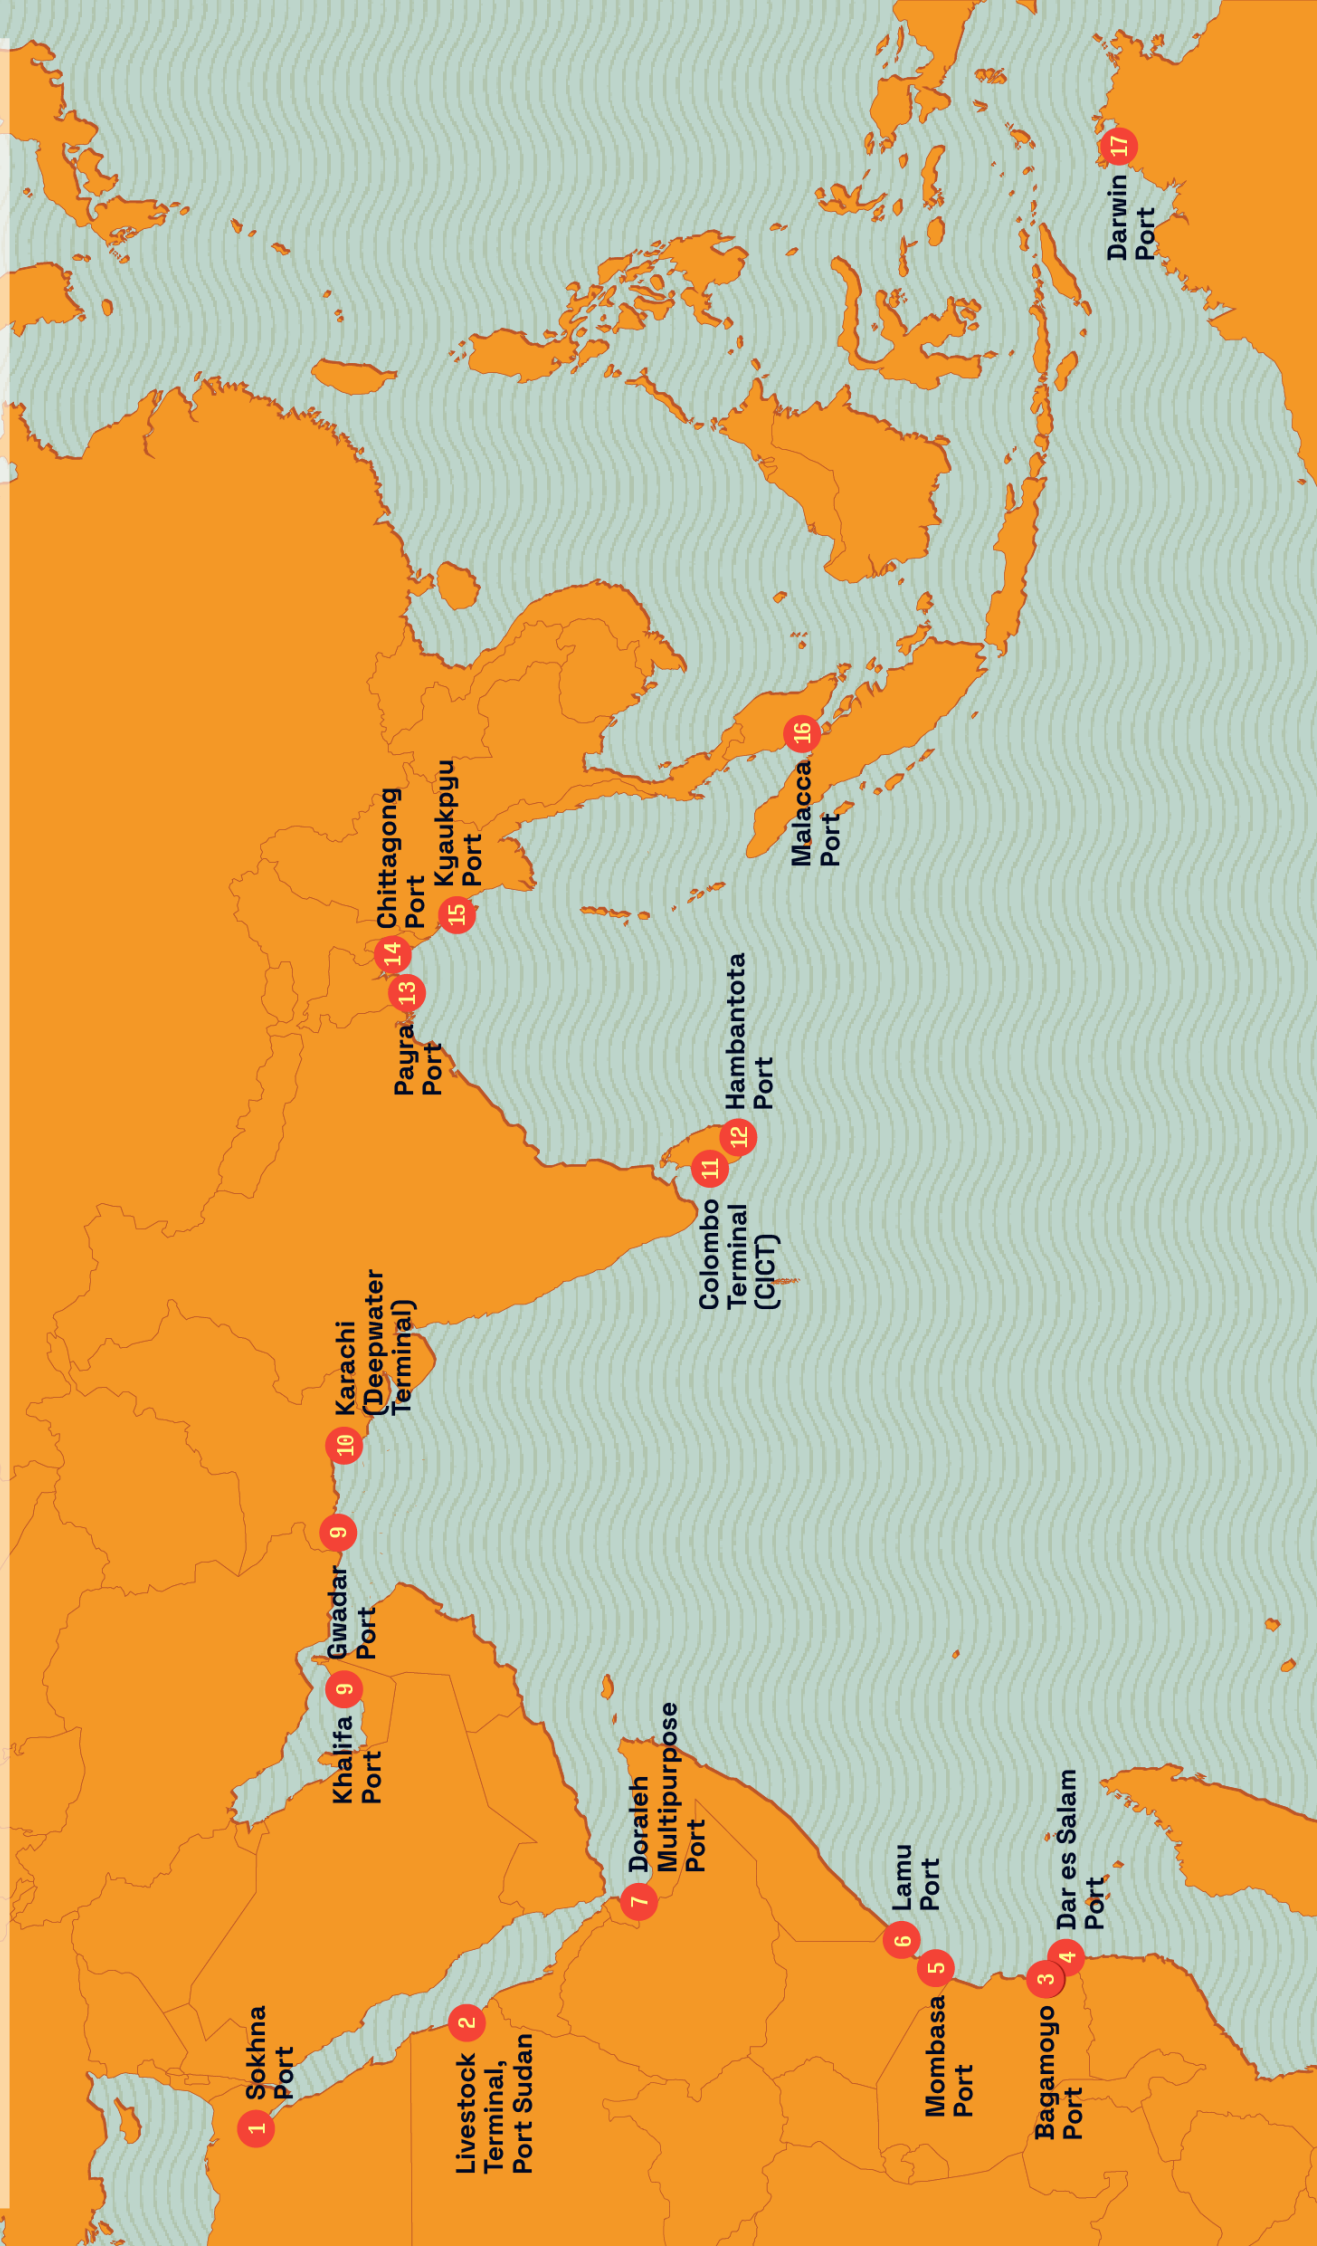 1
Sokhna
Port
2
Livestock
Terminal,
Port Sudan
3
Bagamoyo
Port
4
Dar es Salam
Port
5
Mombasa
Port
6
Lamu
Port
7
Doraleh
Multipurpose
Port
9
Khalifa
Port
9
Gwadar
Port
10
Karachi
(Deepwater
Terminal)
11
Colombo
Terminal
(CICT)
12
Hambantota
Port
13
Payra
Port
14
Chittagong
Port
15
Kyaukpyu
Port
16
Malacca
Port
17
Darwin
Port